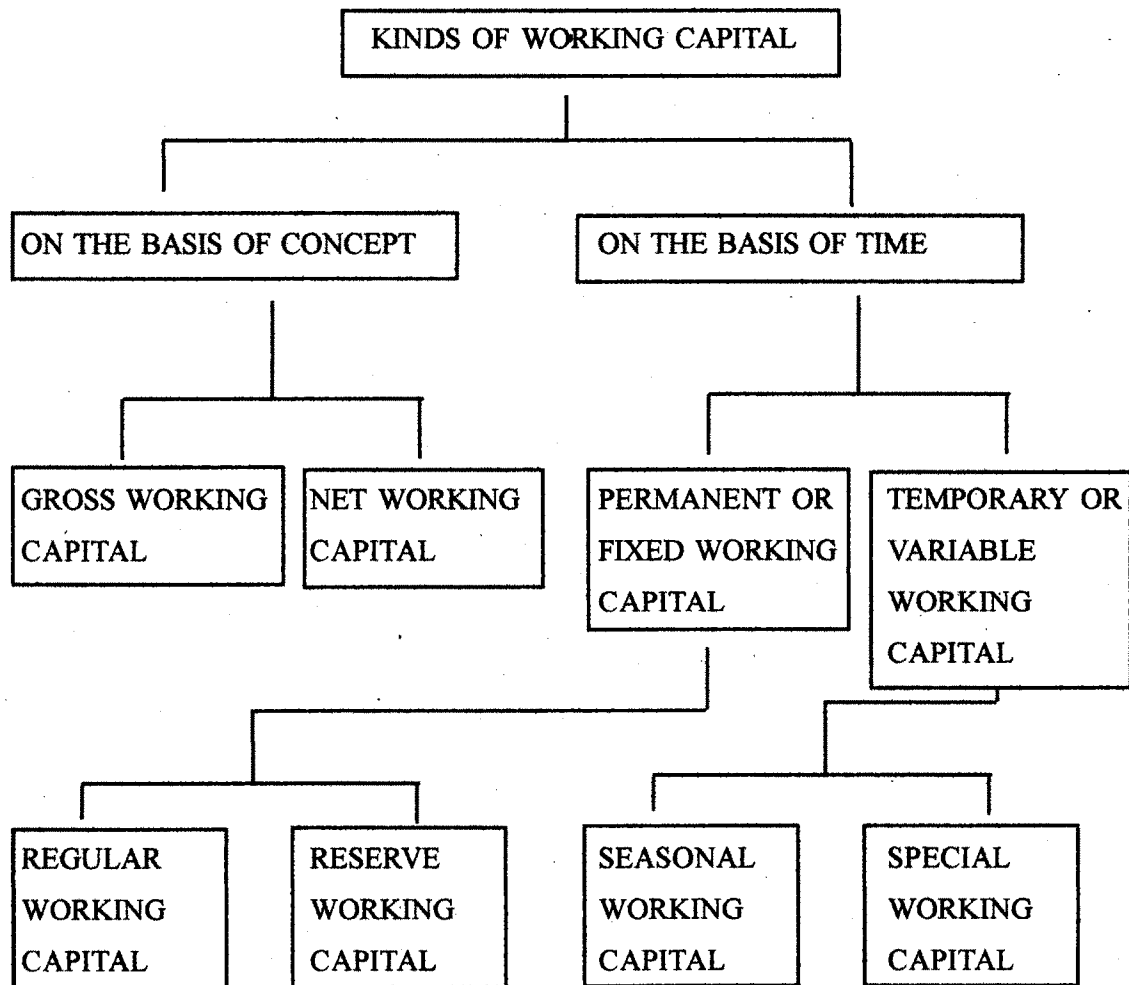 KINDS OF WORKING CAPITAL
ON THE BASIS OF CONCEPT
ON THE BASIS OF TIME
GROSS WORKING
CAPITAL
NET WORKING
CAPITAL
PERMANENT OR
FIXED WORKING
CAPITAL
TEMPORARY OR
VARIABLE
WORKING
CAPITAL
REGULAR
WORKING
CAPITAL
RESERVE
WORKING
CAPITAL
SEASONAL
WORKING
CAPITAL
SPECIAL
WORKING
CAPITAL